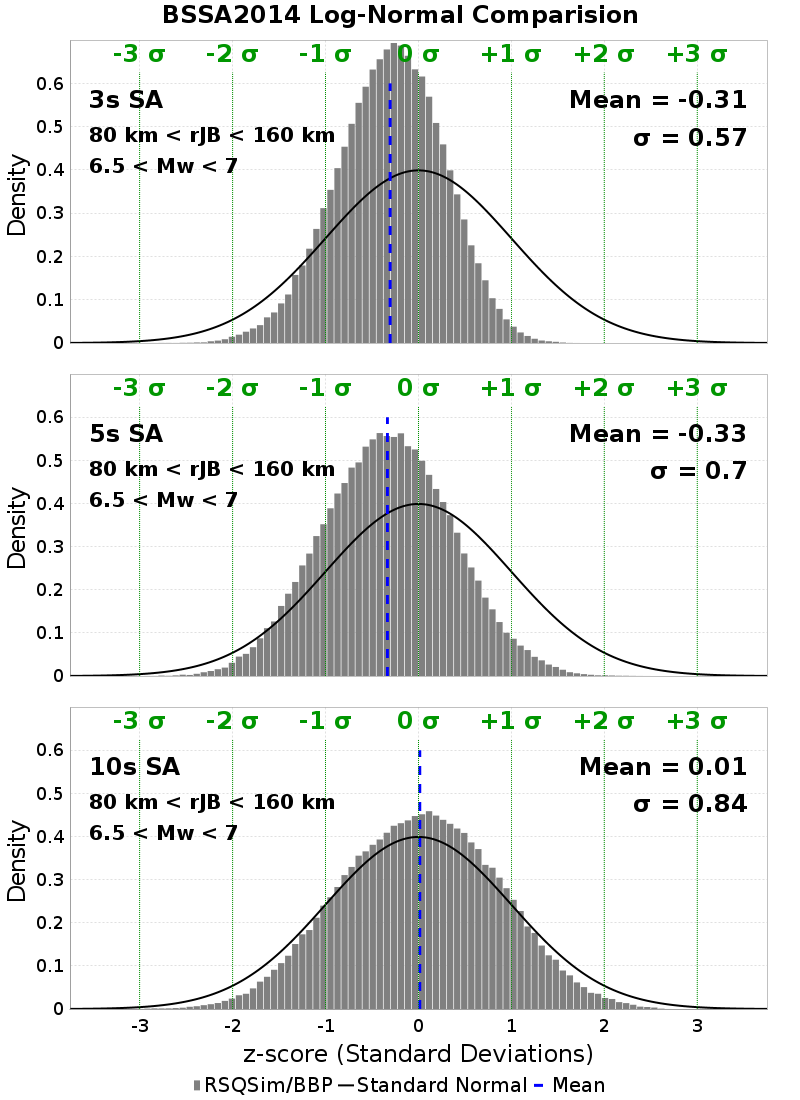 BSSA2014 Log-Normal Comparision
-3 σ -2 σ -1 σ 0 σ +1 σ +2 σ +3 σ
0.6
3s SA Mean = -0.31
0.5
80 km < rJB < 160 km σ = 0.57
6.5 < Mw < 7
0.4
0.3
0.2
0.1
0
Density
-3 σ -2 σ -1 σ 0 σ +1 σ +2 σ +3 σ
0.6
5s SA Mean = -0.33
0.5
80 km < rJB < 160 km σ = 0.7
6.5 < Mw < 7
0.4
0.3
0.2
0.1
0
Density
-3 σ -2 σ -1 σ 0 σ +1 σ +2 σ +3 σ
0.6
10s SA Mean = 0.01
0.5
80 km < rJB < 160 km σ = 0.84
6.5 < Mw < 7
0.4
0.3
0.2
0.1
0
Density
-3 -2 -1 0 1 2 3
z-score (Standard Deviations)
RSQSim/BBP Standard Normal Mean